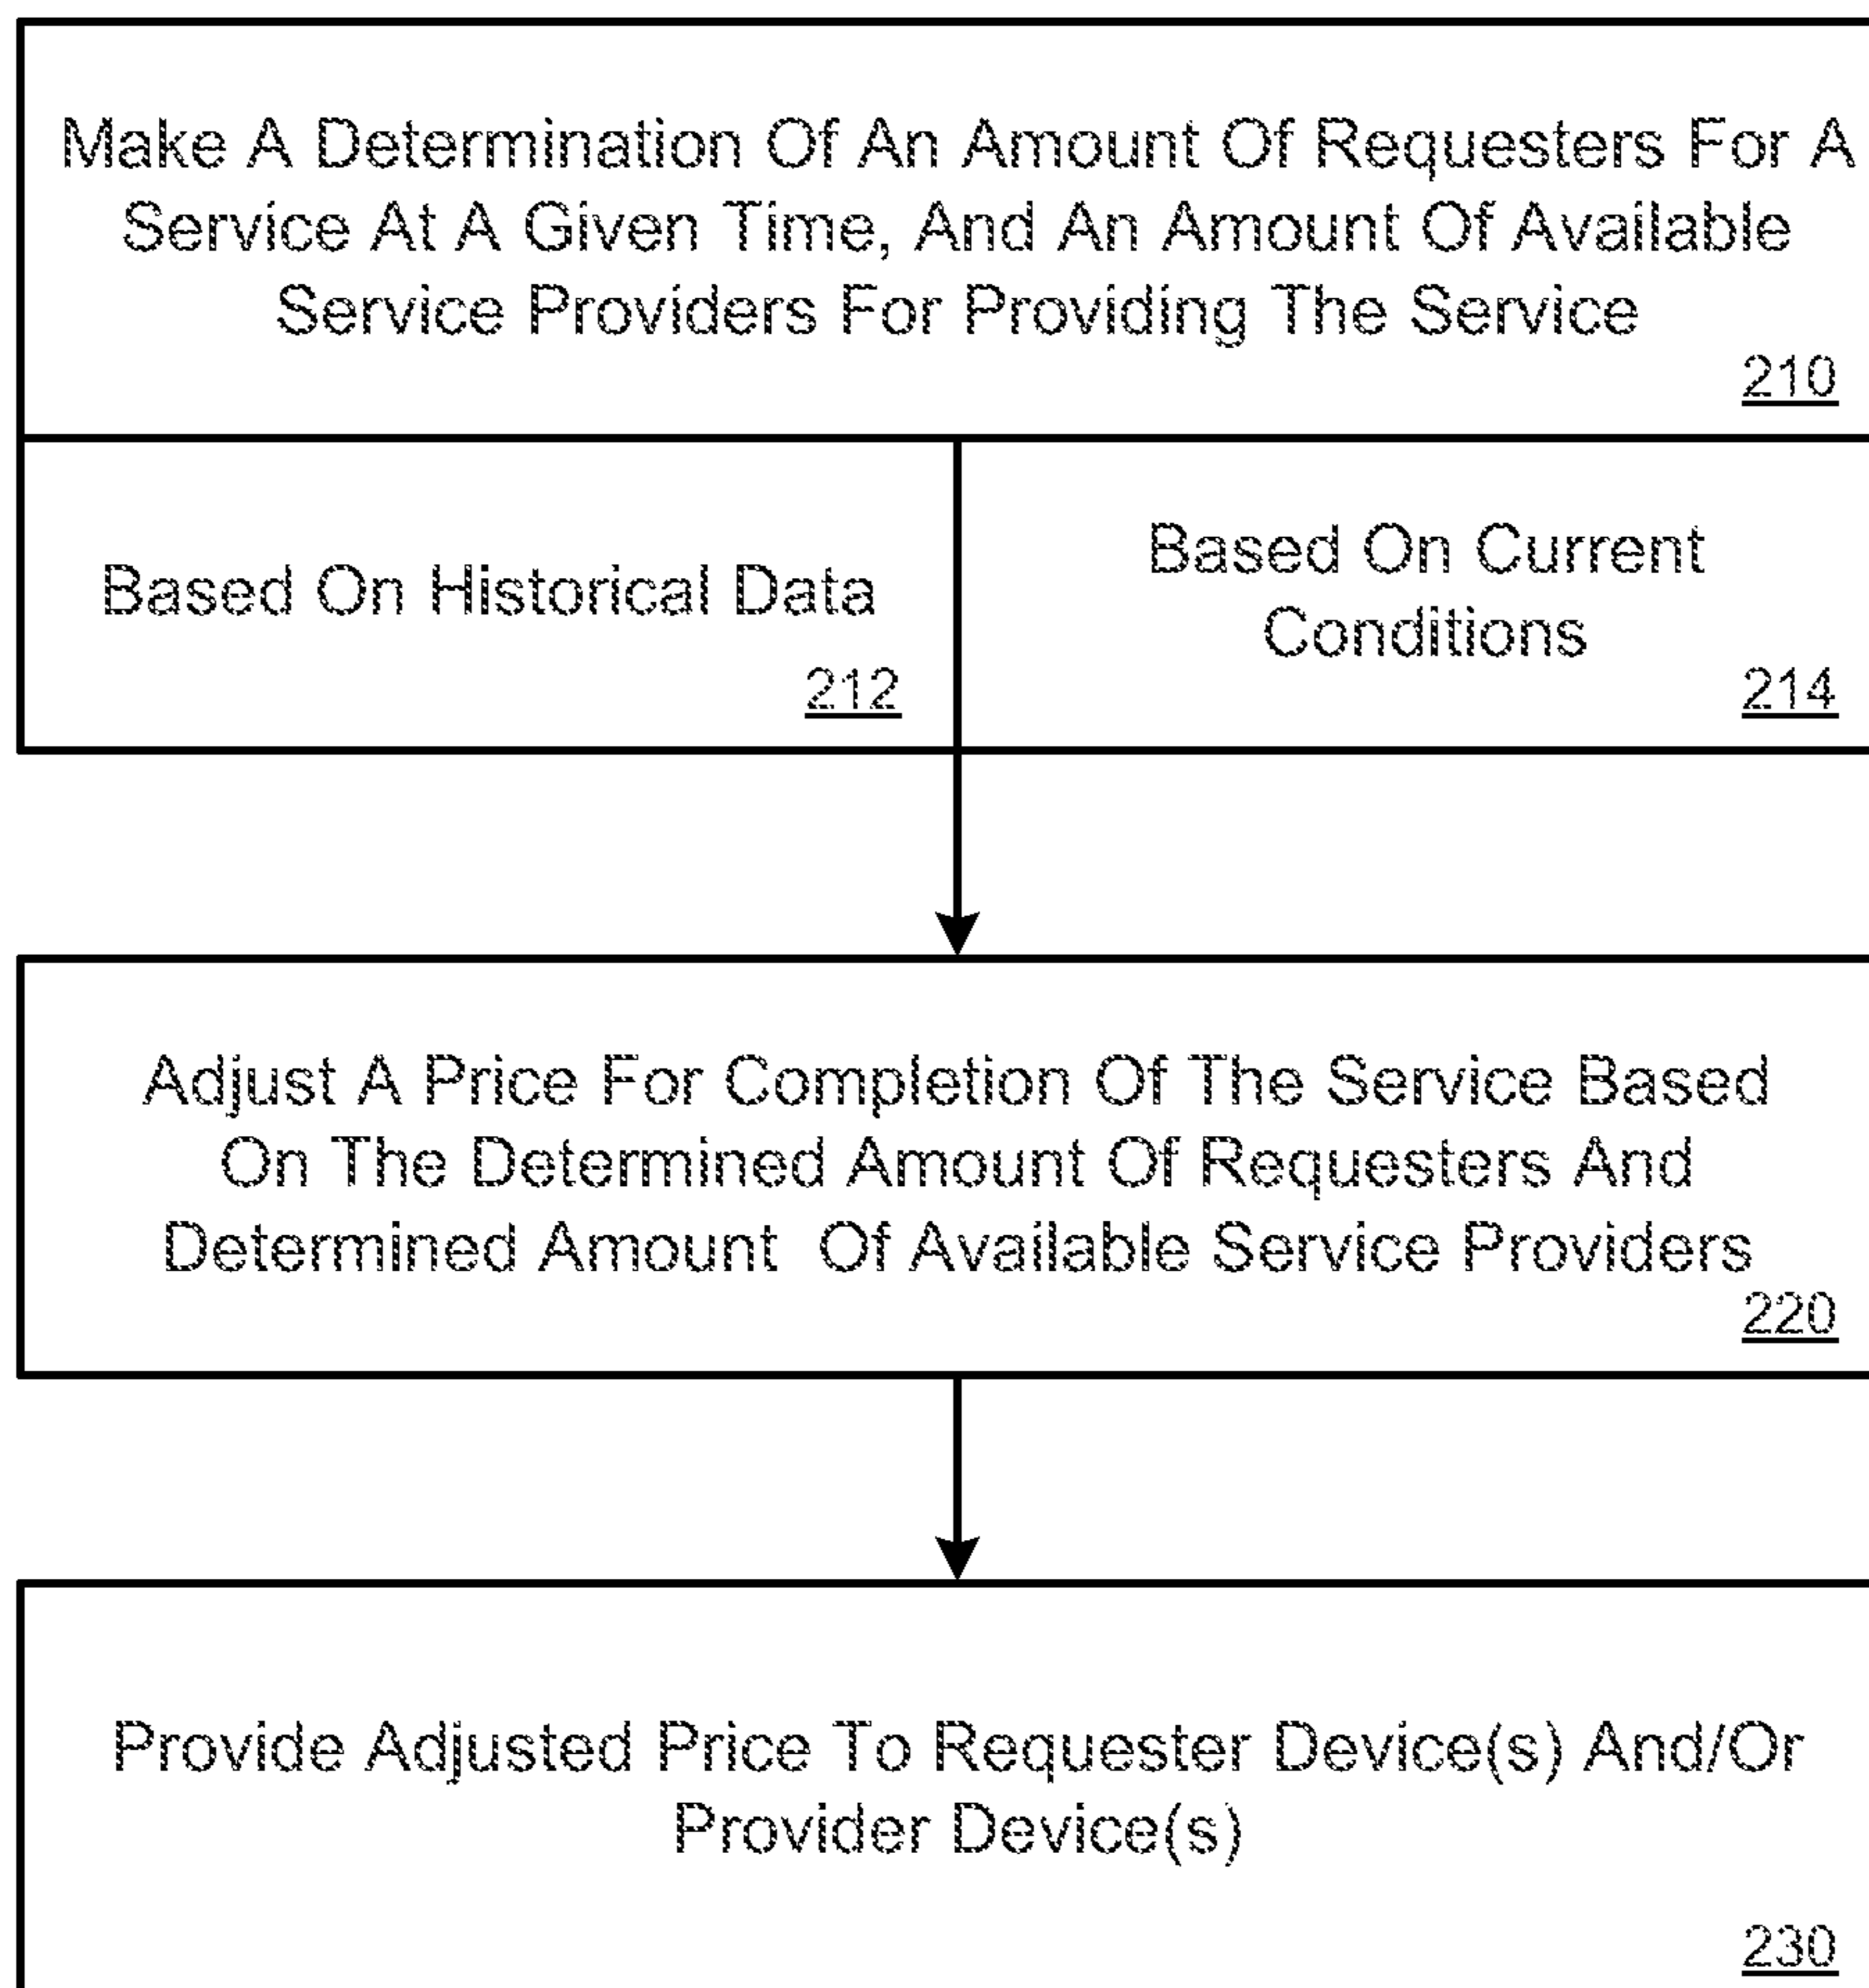 Make A Determination Of An Amount Of Requesters For A
Service At A Given Time, And An Amount Of Available
Service Providers For Providing The Service
210
Based On Historical Data
212
Based On Current
Conditions
214
Adjust A Price For Completion Of The Service Based
On The Determined Amount Of Requesters And
Determined Amount Of Available Service Providers
220
Provide Adjusted Price To Requester Device(s) And/Or
Provider Device(s)
230